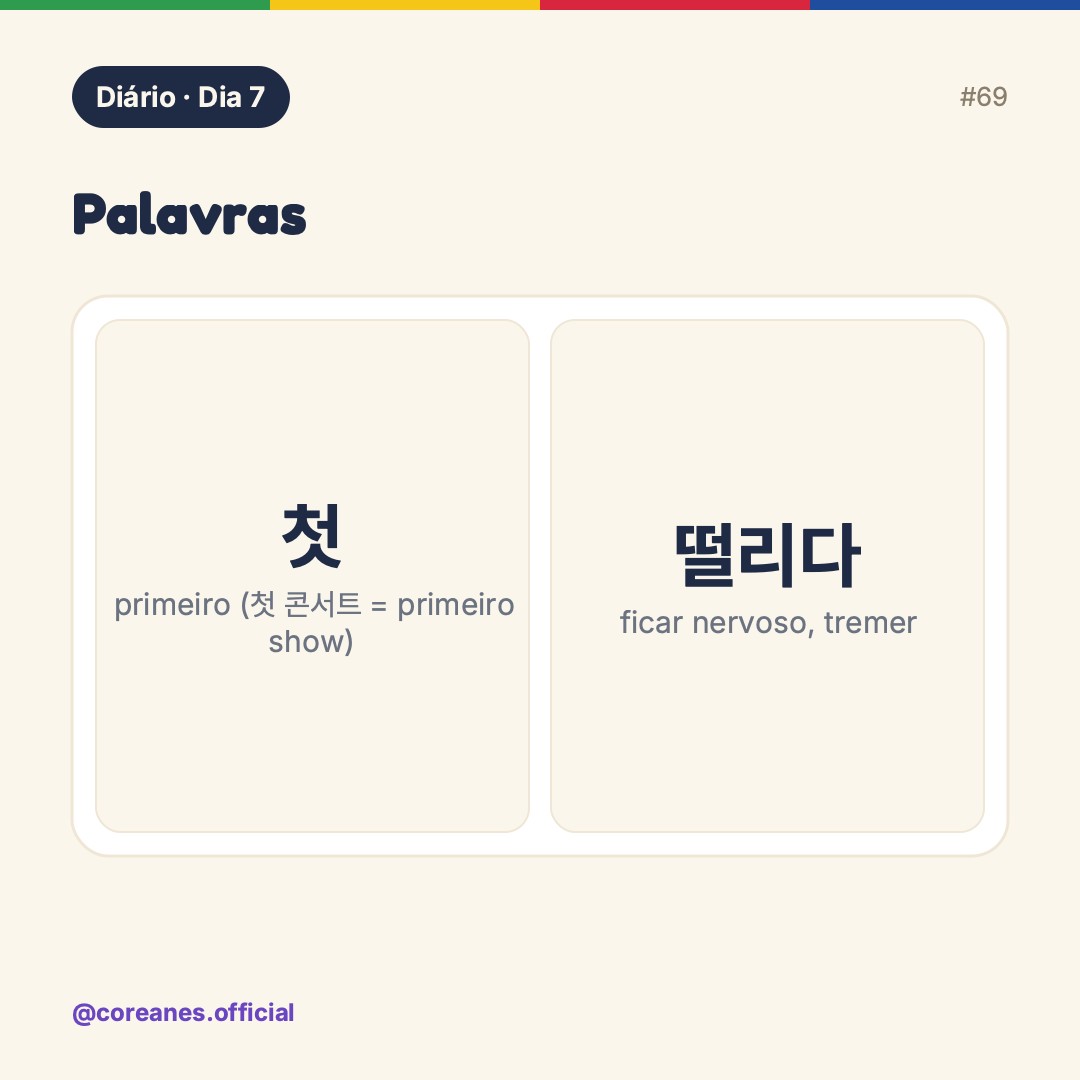 Diário · Dia 7
#69
Palavras
첫
primeiro (첫 콘서트 = primeiro
show)
떨리다
ficar nervoso, tremer
@coreanes.official